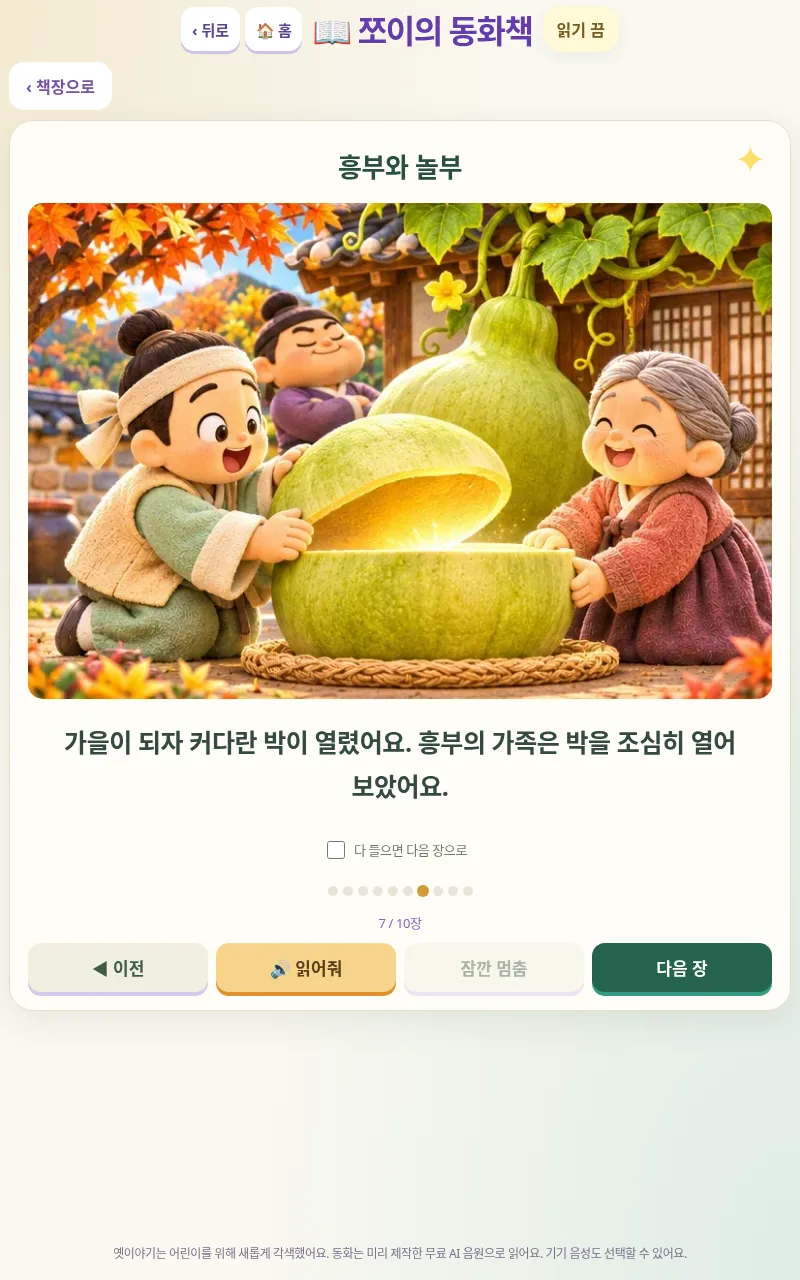 ‹ 뒤로
🏠 홈
📖 쪼이의 동화책
읽기 끝
‹ 책장으로
흥부와 놀부
가을이 되자 커다란 박이 열렸어요. 흥부의 가족은 박을 조심히 열어
보았어요.
다 들으면 다음 장으로
7 / 10장
◀ 이전
🔊 읽어줘
잠깐 멈춤
다음 장
옛이야기는 어린이를 위해 새롭게 각색했어요. 동화는 미리 제작한 무료 AI 음원으로 읽어요. 기기 음성도 선택할 수 있어요.